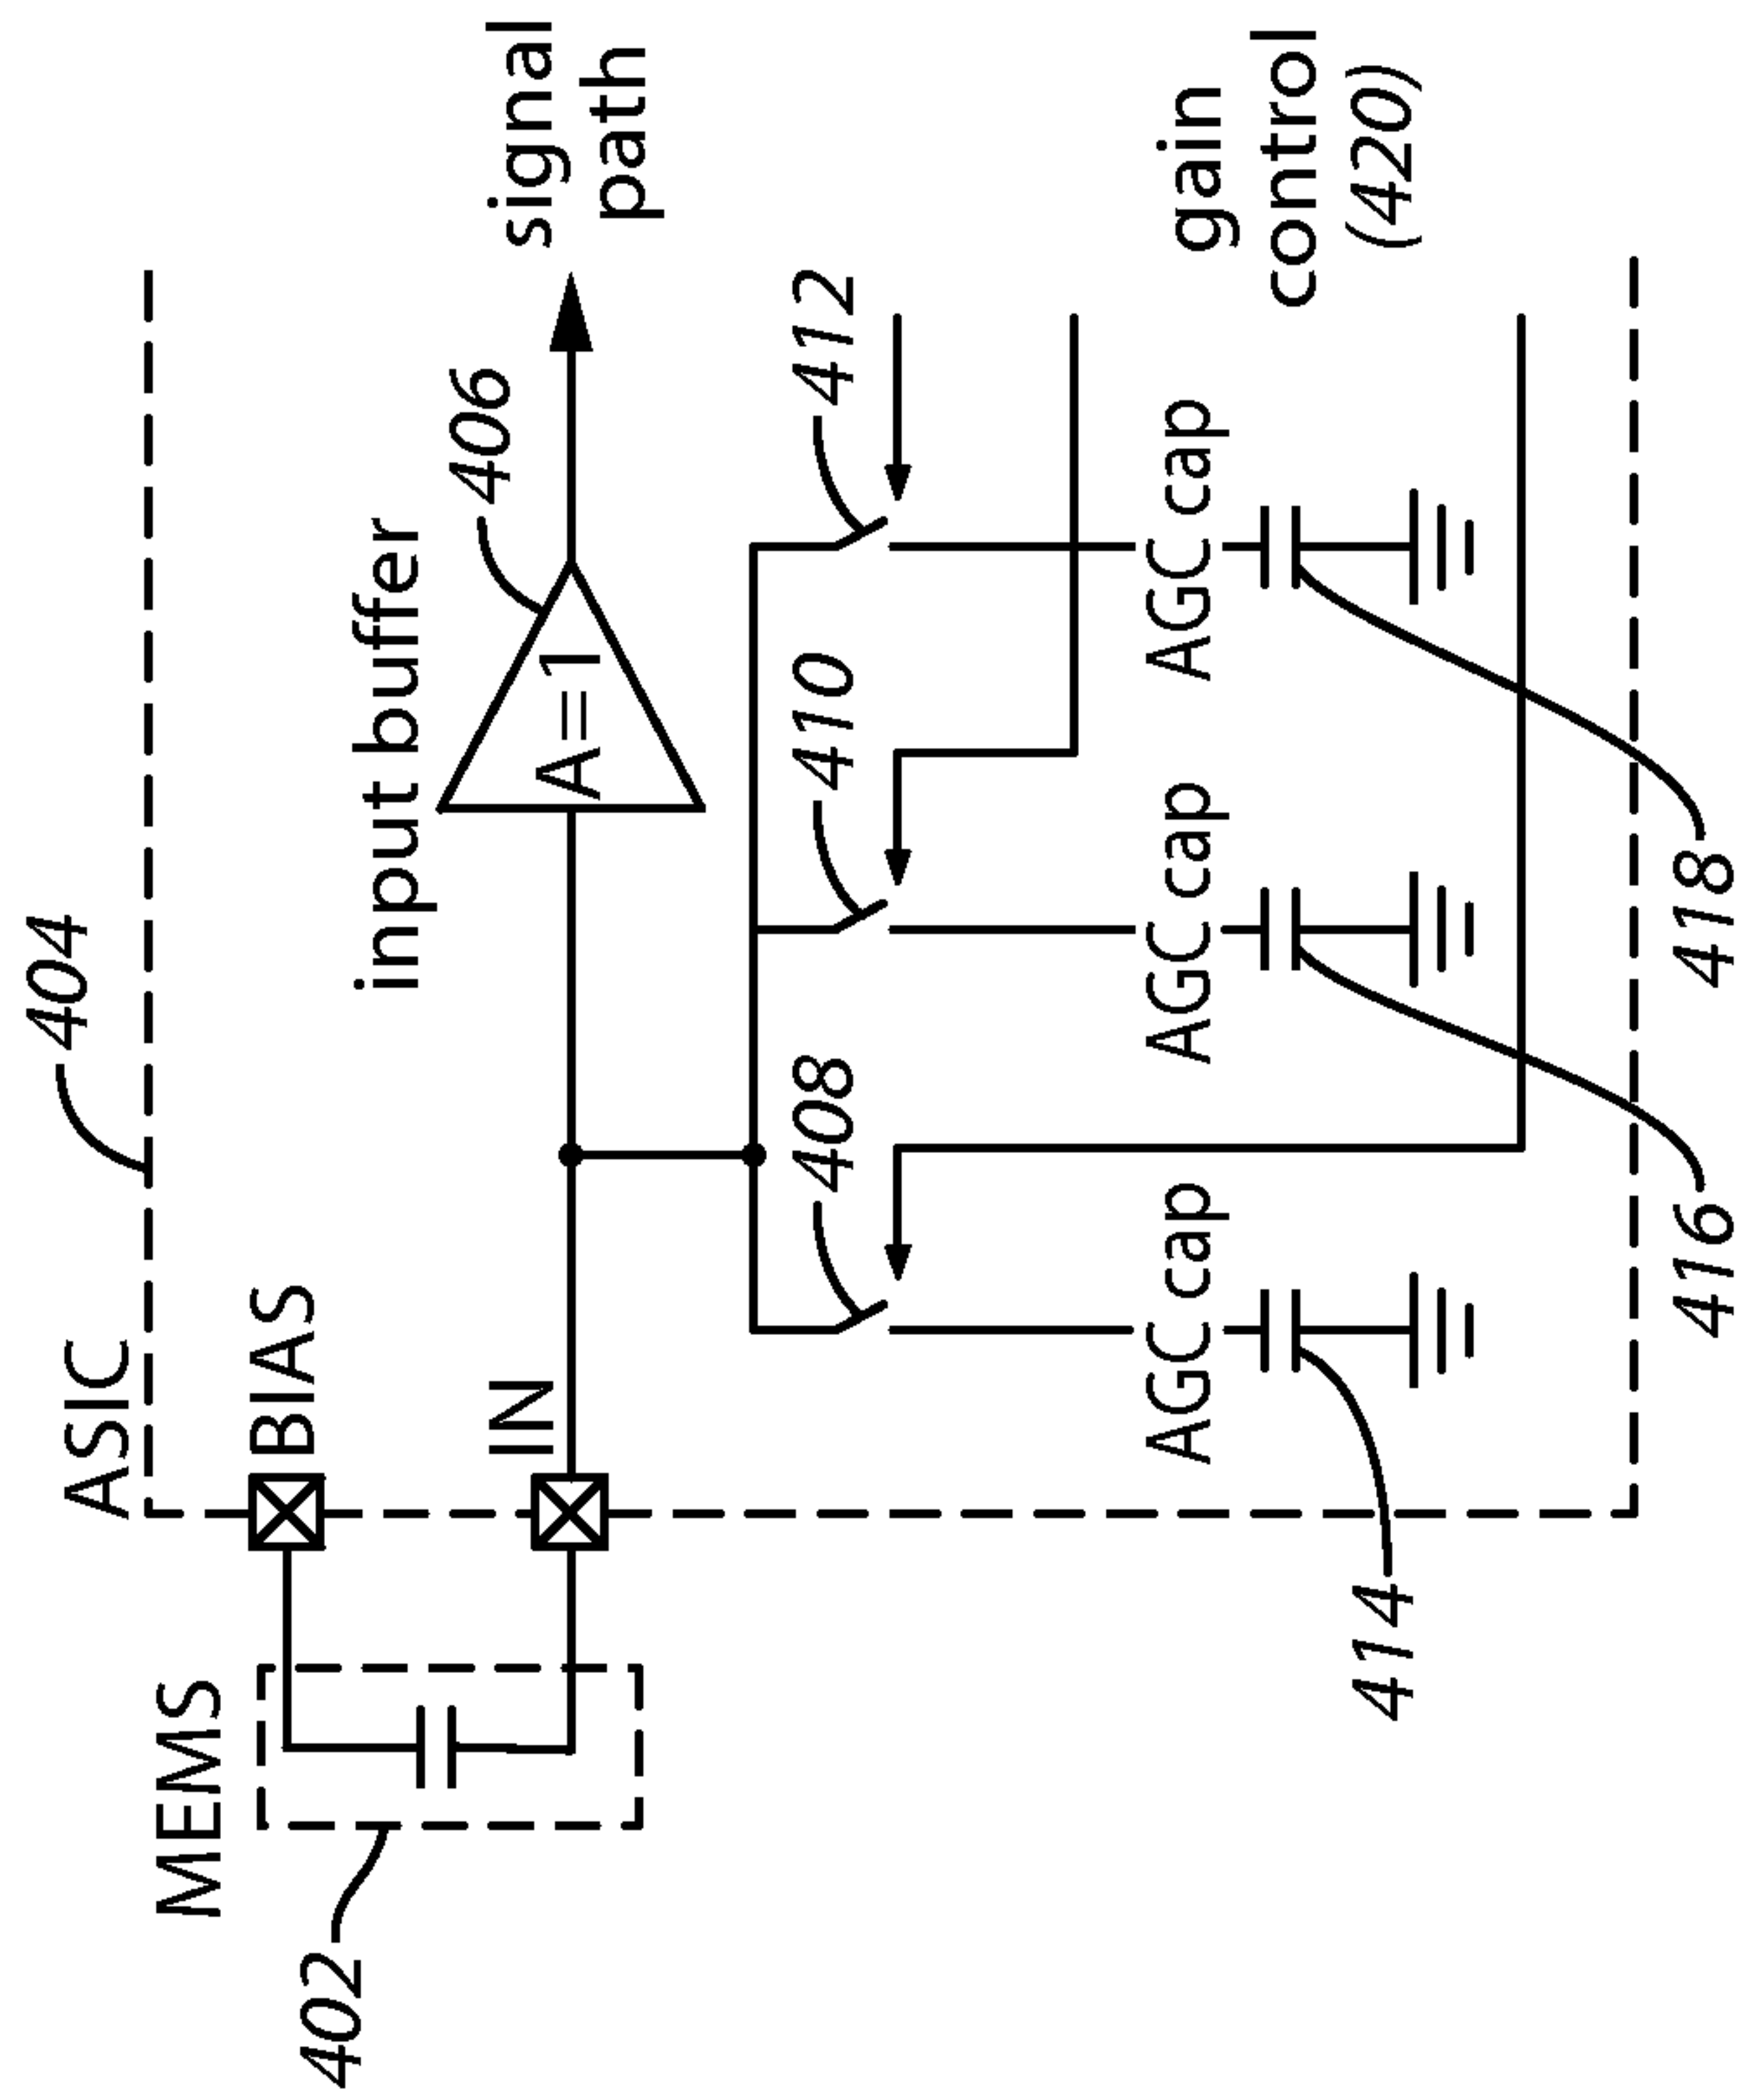 404
ASIC
MEMS
BIAS
402
input buffer
406
A=1
signal
path
IN
408
410
412
AGC cap
AGC cap
AGC cap
gain
control
(420)
414
416
418